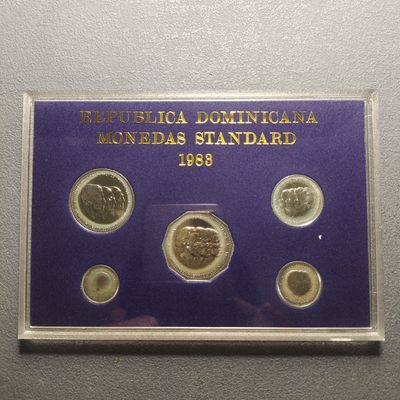 REPUBLICA DOMINICANA
MONEDAS STANDARD
1983